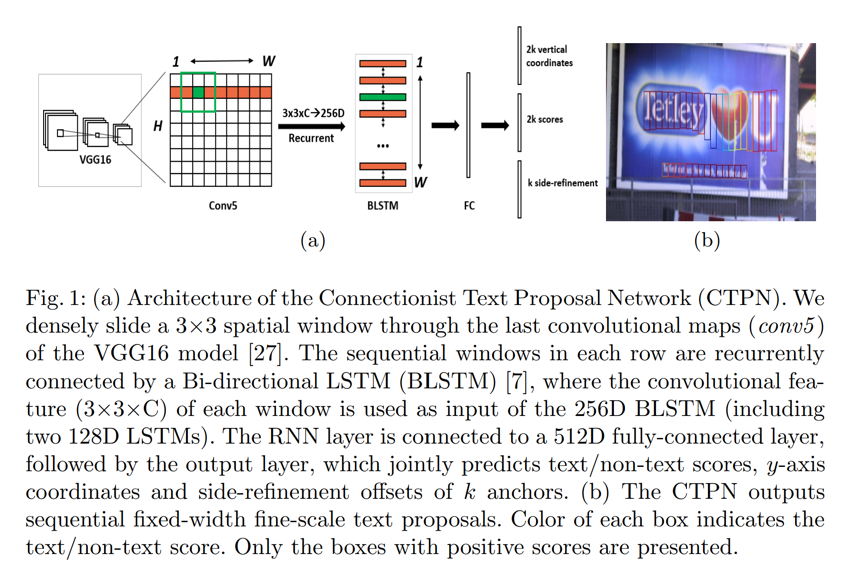 1 W
H
VGG16
Conv5
3x3xC→256D
Recurrent
1
...
W
BLSTM
FC
2k vertical
coordinates
2k scores
k side-refinement
Tetley U
(a)
(b)
Fig. 1: (a) Architecture of the Connectionist Text Proposal Network (CTPN). We
densely slide a 3×3 spatial window through the last convolutional maps (conv5)
of the VGG16 model [27]. The sequential windows in each row are recurrently
connected by a Bi-directional LSTM (BLSTM) [7], where the convolutional fea-
ture (3×3×C) of each window is used as input of the 256D BLSTM (including
two 128D LSTMs). The RNN layer is connected to a 512D fully-connected layer,
followed by the output layer, which jointly predicts text/non-text scores, y-axis
coordinates and side-refinement offsets of k anchors. (b) The CTPN outputs
sequential fixed-width fine-scale text proposals. Color of each box indicates the
text/non-text score. Only the boxes with positive scores are presented.